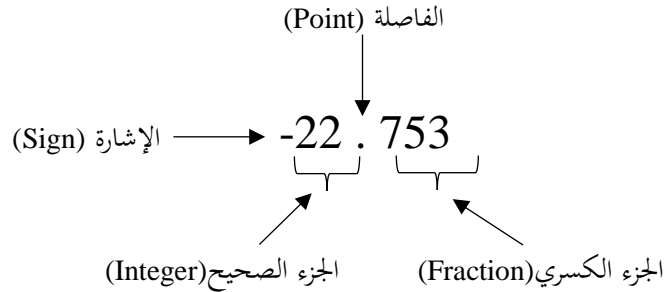 الفاصلة (Point)
الإشارة (Sign)
-22 . 753
الجزء الصحيح(Integer)
الجزء الكسري(Fraction)